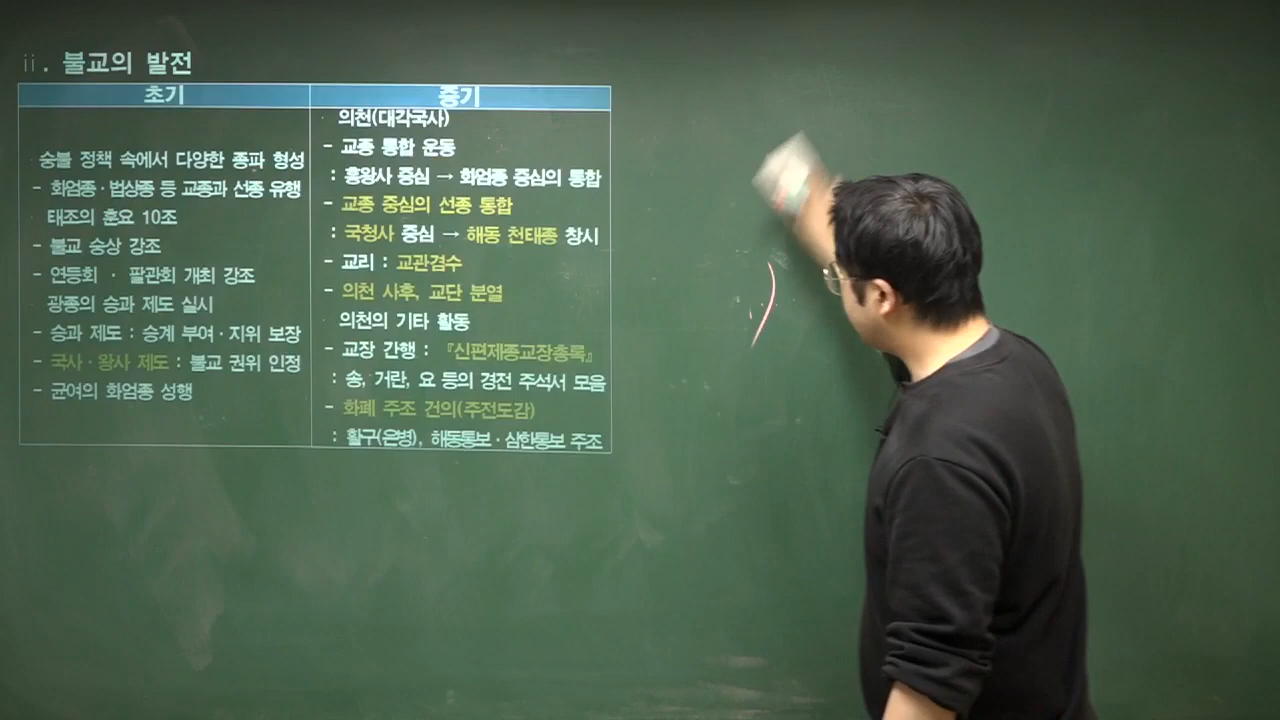 ⅱ. 불교의 발전
초기
숭불 정책 속에서 다양한 종파 형성
- 화엄종·법상종 등 교종과 선종 유행
태조의 훈요 10조
- 불교 숭상 강조
- 연등회 · 팔관회 개최 강조
광종의 승과 제도 실시
- 승과 제도 : 승계 부여·지위 보장
- 국사·왕사 제도 : 불교 권위 인정
- 균여의 화엄종 성행
중기
의천(대각국사)
- 교종 통합 운동
: 흥왕사 중심 → 화엄종 중심의 통합
- 교종 중심의 선종 통합
: 국청사 중심 → 해동 천태종 창시
- 교리 : 교관겸수
- 의천 사후, 교단 분열
의천의 기타 활동
- 교장 간행 : 『신편제종교장총록』
: 송, 거란, 요 등의 경전 주석서 모음
- 화폐 주조 건의(주전도감)
: 활구(은병), 해동통보·삼한통보 주조